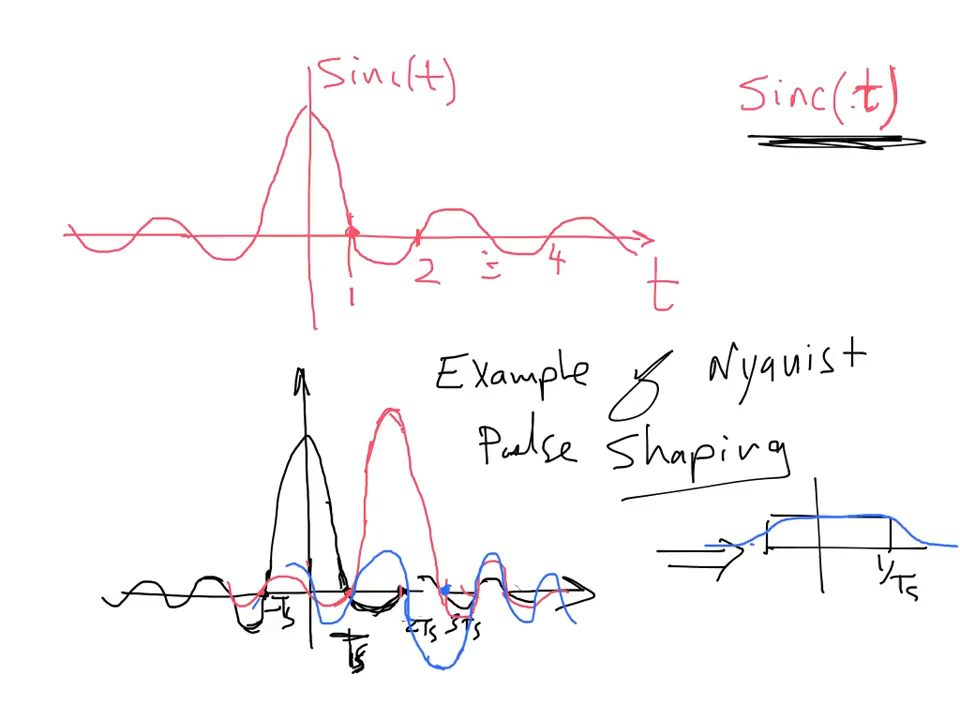 Sinc(t)
Sinc(t)
1
2
3
4
t
Example of Nyquist
Pulse Shaping
1/Ts
-Ts
Ts
2Ts
3Ts